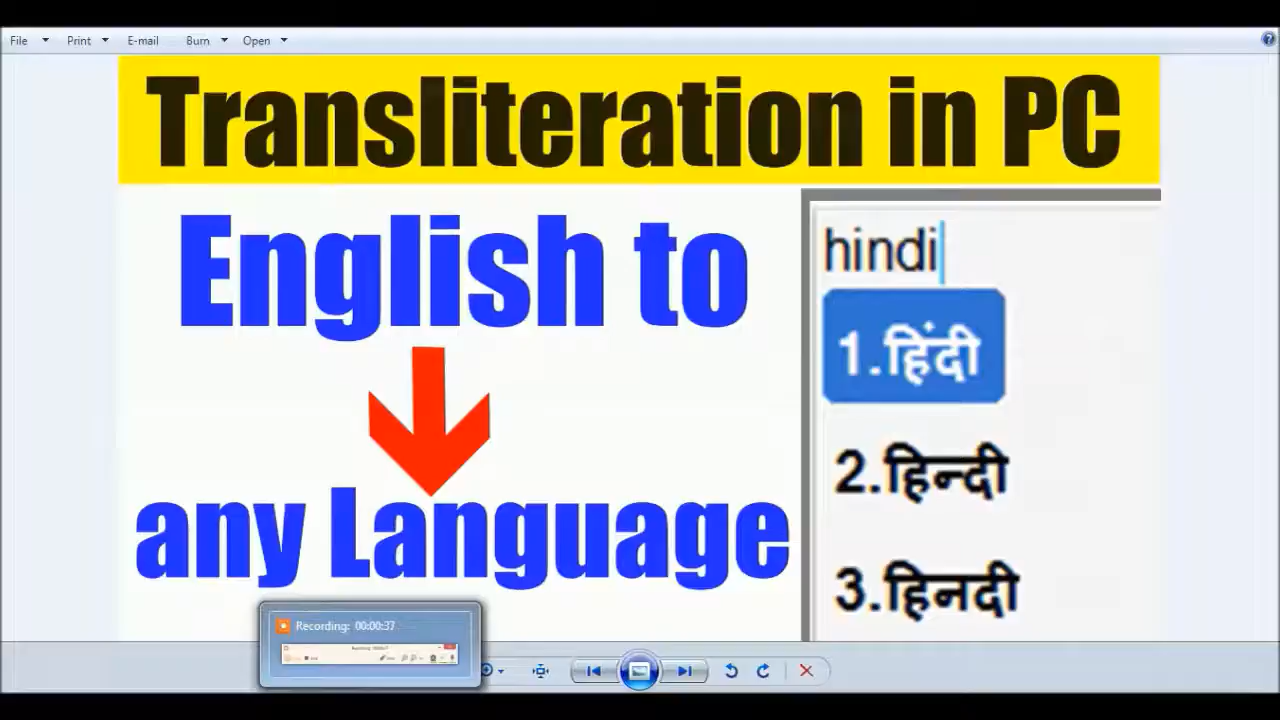 File Print E-mail Burn Open
Transliteration in PC
English to
any Language
hindi
1.हिंदी
2.हिन्दी
3.हिनदी
Recording: 00:00:37